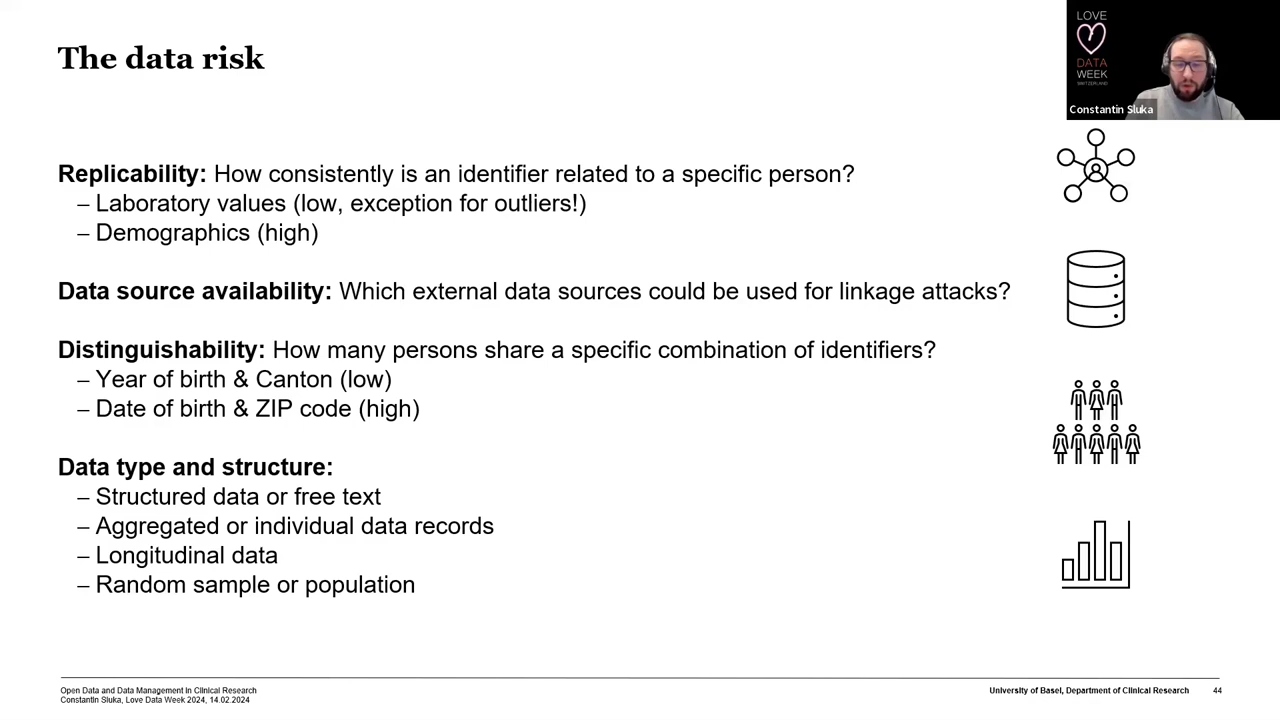 The data risk
LOVE
DATA
WEEK
SWITZERLAND
Constantin Sluka
Replicability: How consistently is an identifier related to a specific person?
– Laboratory values (low, exception for outliers!)
– Demographics (high)
Data source availability: Which external data sources could be used for linkage attacks?
Distinguishability: How many persons share a specific combination of identifiers?
– Year of birth & Canton (low)
– Date of birth & ZIP code (high)
Data type and structure:
– Structured data or free text
– Aggregated or individual data records
– Longitudinal data
– Random sample or population
Open Data and Data Management in Clinical Research
Constantin Sluka, Love Data Week 2024, 14.02.2024
University of Basel, Department of Clinical Research 44